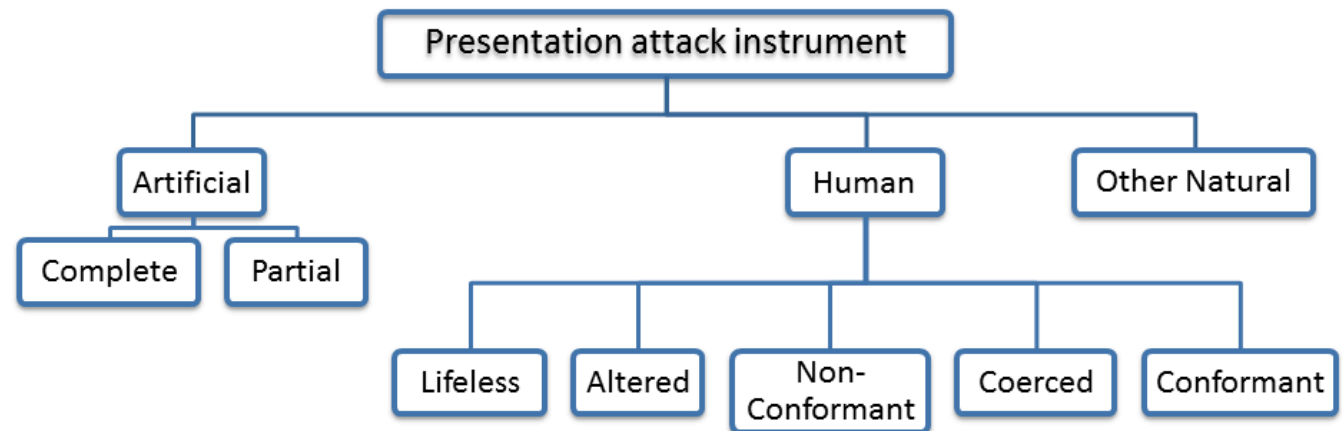 Presentation attack instrument
Artificial
Human
Other Natural
Complete
Partial
Lifeless
Altered
Non-
Conformant
Coerced
Conformant